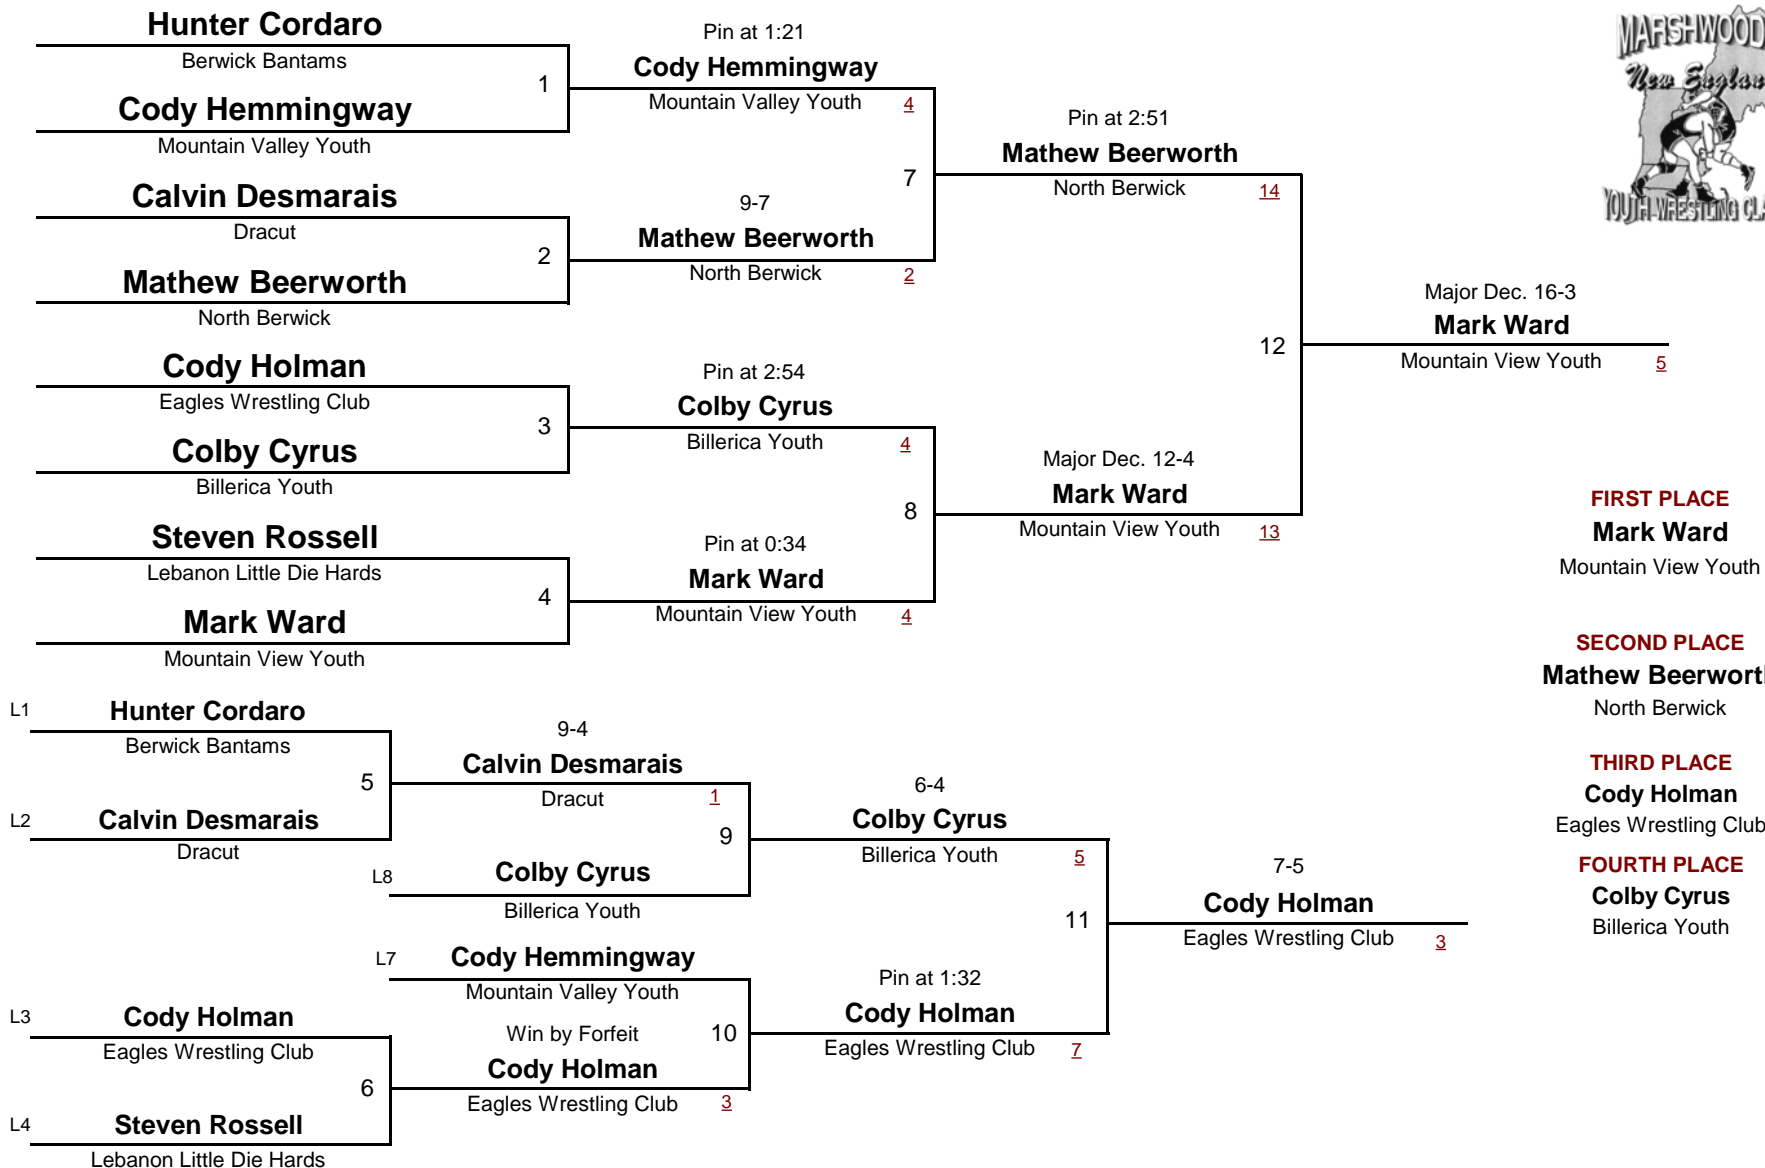 Hunter Cordaro
Berwick Bantams
1
Cody Hemmingway
Mountain Valley Youth
Calvin Desmarais
Dracut
2
Mathew Beerworth
North Berwick
Cody Holman
Eagles Wrestling Club
3
Colby Cyrus
Billerica Youth
Steven Rossell
Lebanon Little Die Hards
4
Mark Ward
Mountain View Youth
Pin at 1:21
Cody Hemmingway
Mountain Valley Youth 4
7
9-7
Mathew Beerworth
North Berwick 2
Pin at 2:54
Colby Cyrus
Billerica Youth 4
8
Pin at 0:34
Mark Ward
Mountain View Youth 4
Pin at 2:51
Mathew Beerworth
North Berwick 14
12
Major Dec. 12-4
Mark Ward
Mountain View Youth 13
Major Dec. 16-3
Mark Ward
Mountain View Youth 5
MARSHWOOD
New Englan
YOUTH WRESTLING CLA
FIRST PLACE
Mark Ward
Mountain View Youth
SECOND PLACE
Mathew Beerworth
North Berwick
THIRD PLACE
Cody Holman
Eagles Wrestling Club
FOURTH PLACE
Colby Cyrus
Billerica Youth
L1 Hunter Cordaro
Berwick Bantams
5
L2 Calvin Desmarais
Dracut
9-4
Calvin Desmarais
Dracut 1
9
L8 Colby Cyrus
Billerica Youth
L7 Cody Hemmingway
Mountain Valley Youth
10
L3 Cody Holman
Eagles Wrestling Club
6
L4 Steven Rossell
Lebanon Little Die Hards
Win by Forfeit
Cody Holman
Eagles Wrestling Club 3
6-4
Colby Cyrus
Billerica Youth 5
11
Pin at 1:32
Cody Holman
Eagles Wrestling Club 7
7-5
Cody Holman
Eagles Wrestling Club 3